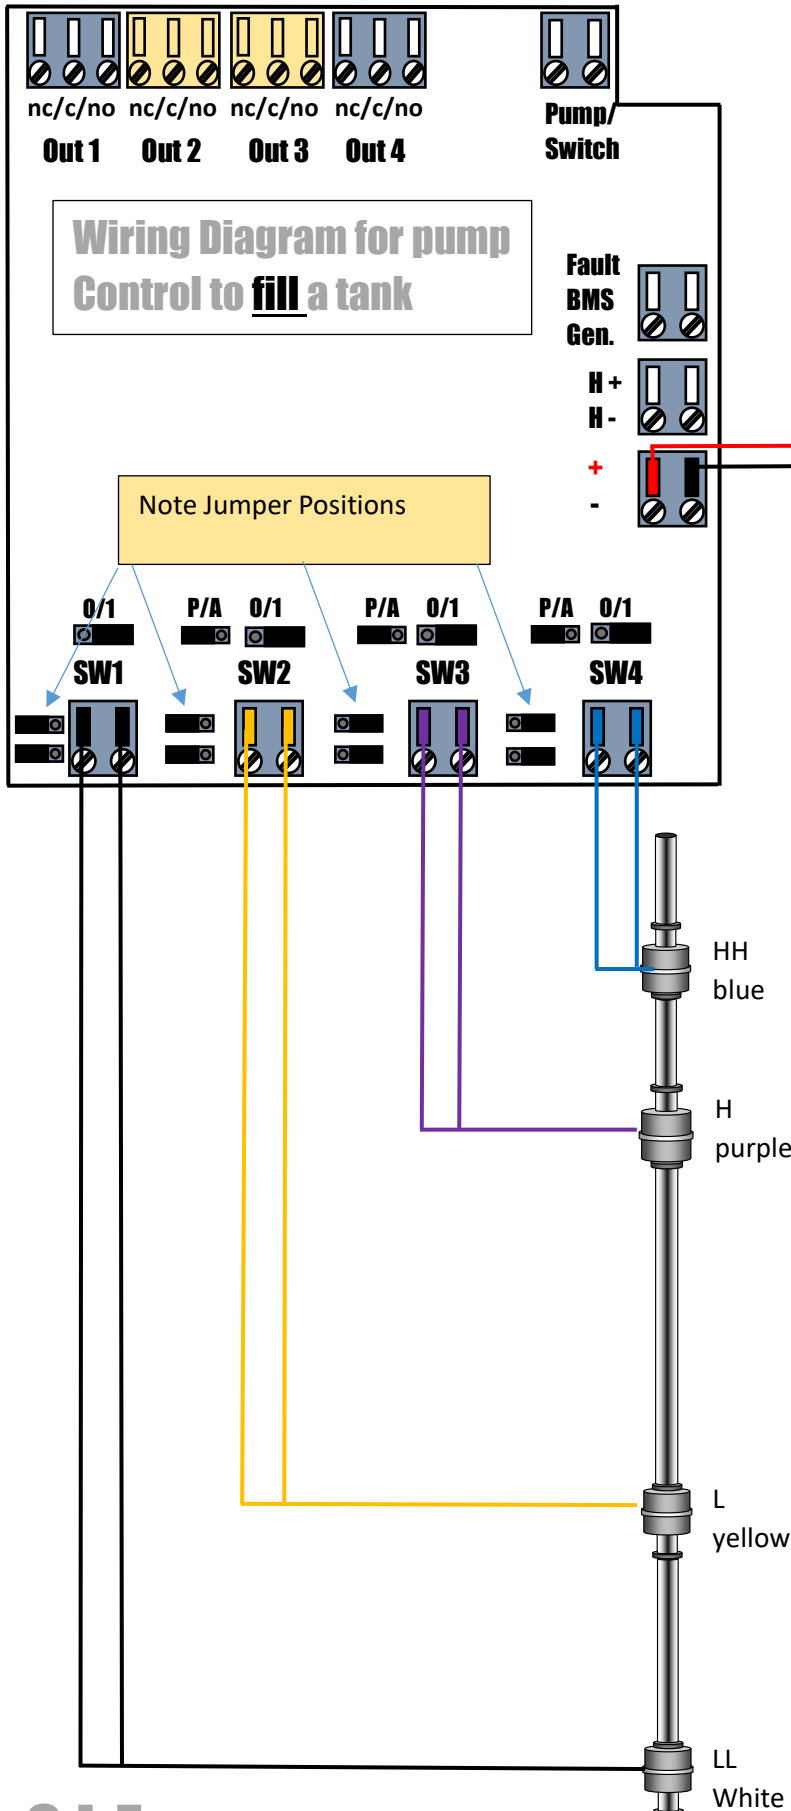 nc/c/no nc/c/no nc/c/no nc/c/no
Out 1 Out 2 Out 3 Out 4
Pump/
Switch
Wiring Diagram for pump
Control to fill a tank
Fault
BMS
Gen.
H +
H -
+
-
Note Jumper Positions
0/1 P/A 0/1 P/A 0/1 P/A 0/1
SW1 SW2 SW3 SW4
HH
blue
H
purple
L
yellow
LL
White